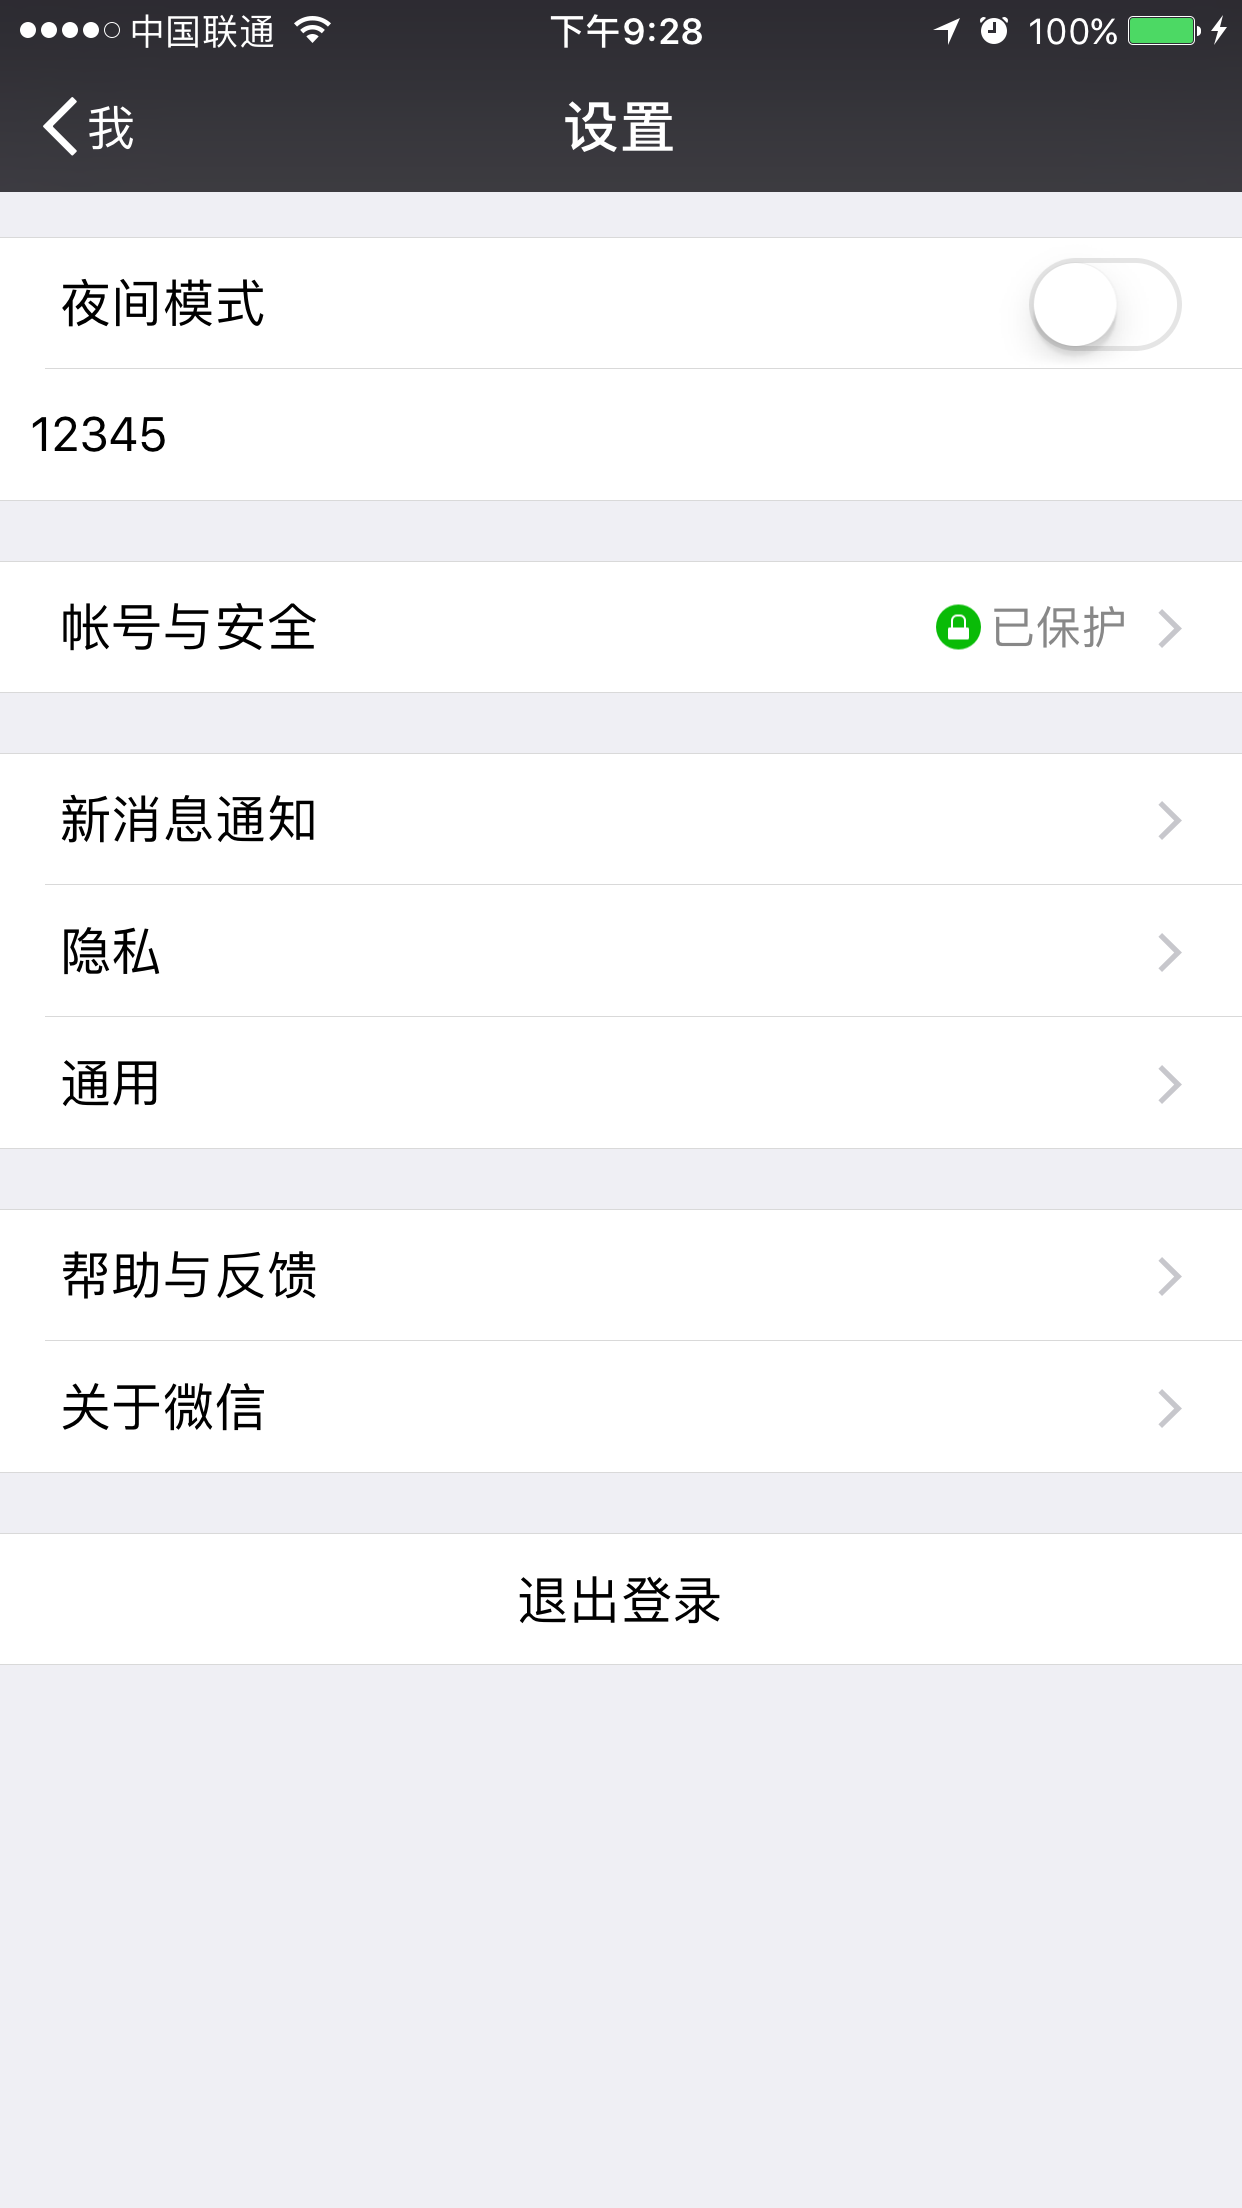 中国联通 下午9:28 100%
我 设置
夜间模式
12345
帐号与安全 已保护
新消息通知
隐私
通用
帮助与反馈
关于微信
退出登录